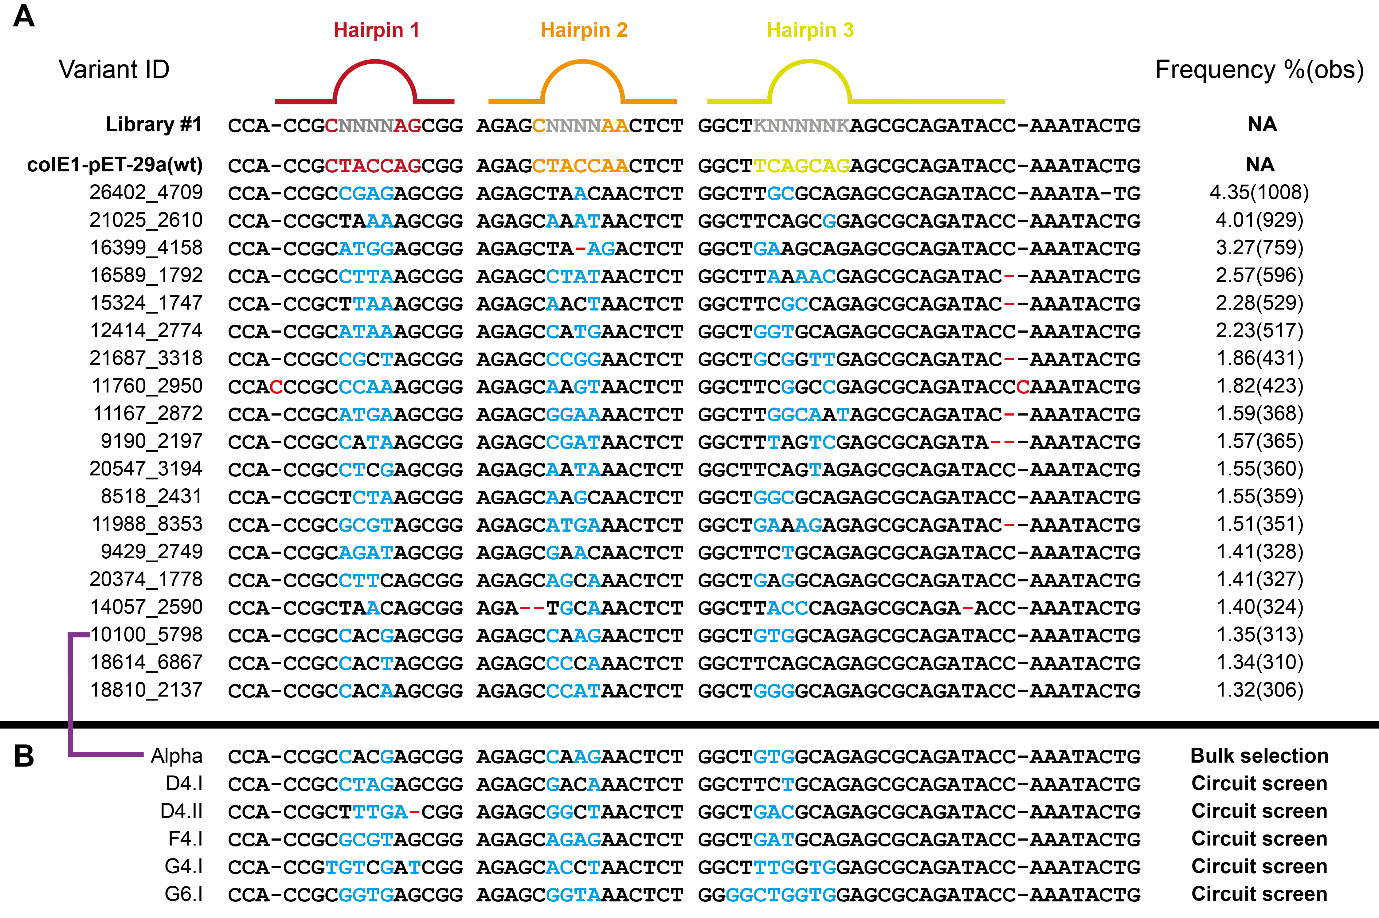 A
Hairpin 1 Hairpin 2 Hairpin 3
Variant ID Frequency %(obs)
Library #1 CCA-CCGCNNNNAGCGG AGAGCNNNNAACTCT GGCTKNNNNNKAGCGCAGATACC-AAATACTG NA
colE1-pET-29a(wt) CCA-CCGCTACCAGCGG AGAGCTACCAACTCT GGCTTCAGCAGAGCGCAGATACC-AAATACTG NA
26402_4709 CCA-CCGCCGAGAGCGG AGAGCTAACAACTCT GGCTTGCGCAGAGCGCAGATACC-AAATA-TG 4.35(1008)
21025_2610 CCA-CCGCTAAAAGCGG AGAGCAAATAACTCT GGCTTCAGCGGAGCGCAGATACC-AAATACTG 4.01(929)
16399_4158 CCA-CCGCATGGAGCGG AGAGCTA-AGACTCT GGCTGAAGCAGAGCGCAGATACC-AAATACTG 3.27(759)
16589_1792 CCA-CCGCCTTAAGCGG AGAGCCTATAACTCT GGCTTAAAACGAGCGCAGATAC--AAATACTG 2.57(596)
15324_1747 CCA-CCGCTTAAAGCGG AGAGCAACTAACTCT GGCTTCGCCAGAGCGCAGATAC--AAATACTG 2.28(529)
12414_2774 CCA-CCGCATAAAGCGG AGAGCCATGAACTCT GGCTGGTGCAGAGCGCAGATACC-AAATACTG 2.23(517)
21687_3318 CCA-CCGCCGCTAGCGG AGAGCCCGGAACTCT GGCTGCGGTTGAGCGCAGATAC--AAATACTG 1.86(431)
11760_2950 CCACCCGCCCAAAGCGG AGAGCAAGTAACTCT GGCTTCGGCCGAGCGCAGATACCCAAATACTG 1.82(423)
11167_2872 CCA-CCGCATGAAGCGG AGAGCGGAAAACTCT GGCTTGGCAATAGCGCAGATAC--AAATACTG 1.59(368)
9190_2197 CCA-CCGCCATAAGCGG AGAGCCGATAACTCT GGCTTTAGTCGAGCGCAGATA---AAATACTG 1.57(365)
20547_3194 CCA-CCGCCTCGAGCGG AGAGCAATAAACTCT GGCTTCAGTAGAGCGCAGATACC-AAATACTG 1.55(360)
8518_2431 CCA-CCGCTCTAAGCGG AGAGCAAGCAACTCT GGCTGGCGCAGAGCGCAGATACC-AAATACTG 1.55(359)
11988_8353 CCA-CCGCGCGTAGCGG AGAGCATGAAACTCT GGCTGAAAGAGAGCGCAGATAC--AAATACTG 1.51(351)
9429_2749 CCA-CCGCAGATAGCGG AGAGCGAACAACTCT GGCTTCTGCAGAGCGCAGATACC-AAATACTG 1.41(328)
20374_1778 CCA-CCGCCTTCAGCGG AGAGCAGCAAACTCT GGCTGAGGCAGAGCGCAGATACC-AAATACTG 1.41(327)
14057_2590 CCA-CCGCTAACAGCGG AGA--TGCAAACTCT GGCTTACCCAGAGCGCAGA-ACC-AAATACTG 1.40(324)
10100_5798 CCA-CCGCCACGAGCGG AGAGCCAAGAACTCT GGCTGTGGCAGAGCGCAGATACC-AAATACTG 1.35(313)
18614_6867 CCA-CCGCCACTAGCGG AGAGCCCCAAACTCT GGCTTCAGCAGAGCGCAGATACC-AAATACTG 1.34(310)
18810_2137 CCA-CCGCCACAAGCGG AGAGCCCATAACTCT GGCTGGGGCAGAGCGCAGATACC-AAATACTG 1.32(306)
B
Alpha CCA-CCGCCACGAGCGG AGAGCCAAGAACTCT GGCTGTGGCAGAGCGCAGATACC-AAATACTG Bulk selection
D4.I CCA-CCGCCTAGAGCGG AGAGCGACAAACTCT GGCTTCTGCAGAGCGCAGATACC-AAATACTG Circuit screen
D4.II CCA-CCGCTTTGA-CGG AGAGCGGCTAACTCT GGCTGACGCAGAGCGCAGATACC-AAATACTG Circuit screen
F4.I CCA-CCGCGCGTAGCGG AGAGCAGAGAACTCT GGCTGATGCAGAGCGCAGATACC-AAATACTG Circuit screen
G4.I CCA-CCGTGTCGATCGG AGAGCACCTAACTCT GGCTTTGGTGGAGCGCAGATACC-AAATACTG Circuit screen
G6.I CCA-CCGCGGTGAGCGG AGAGCGGTAAACTCT GGGGCTGGTGGAGCGCAGATACC-AAATACTG Circuit screen